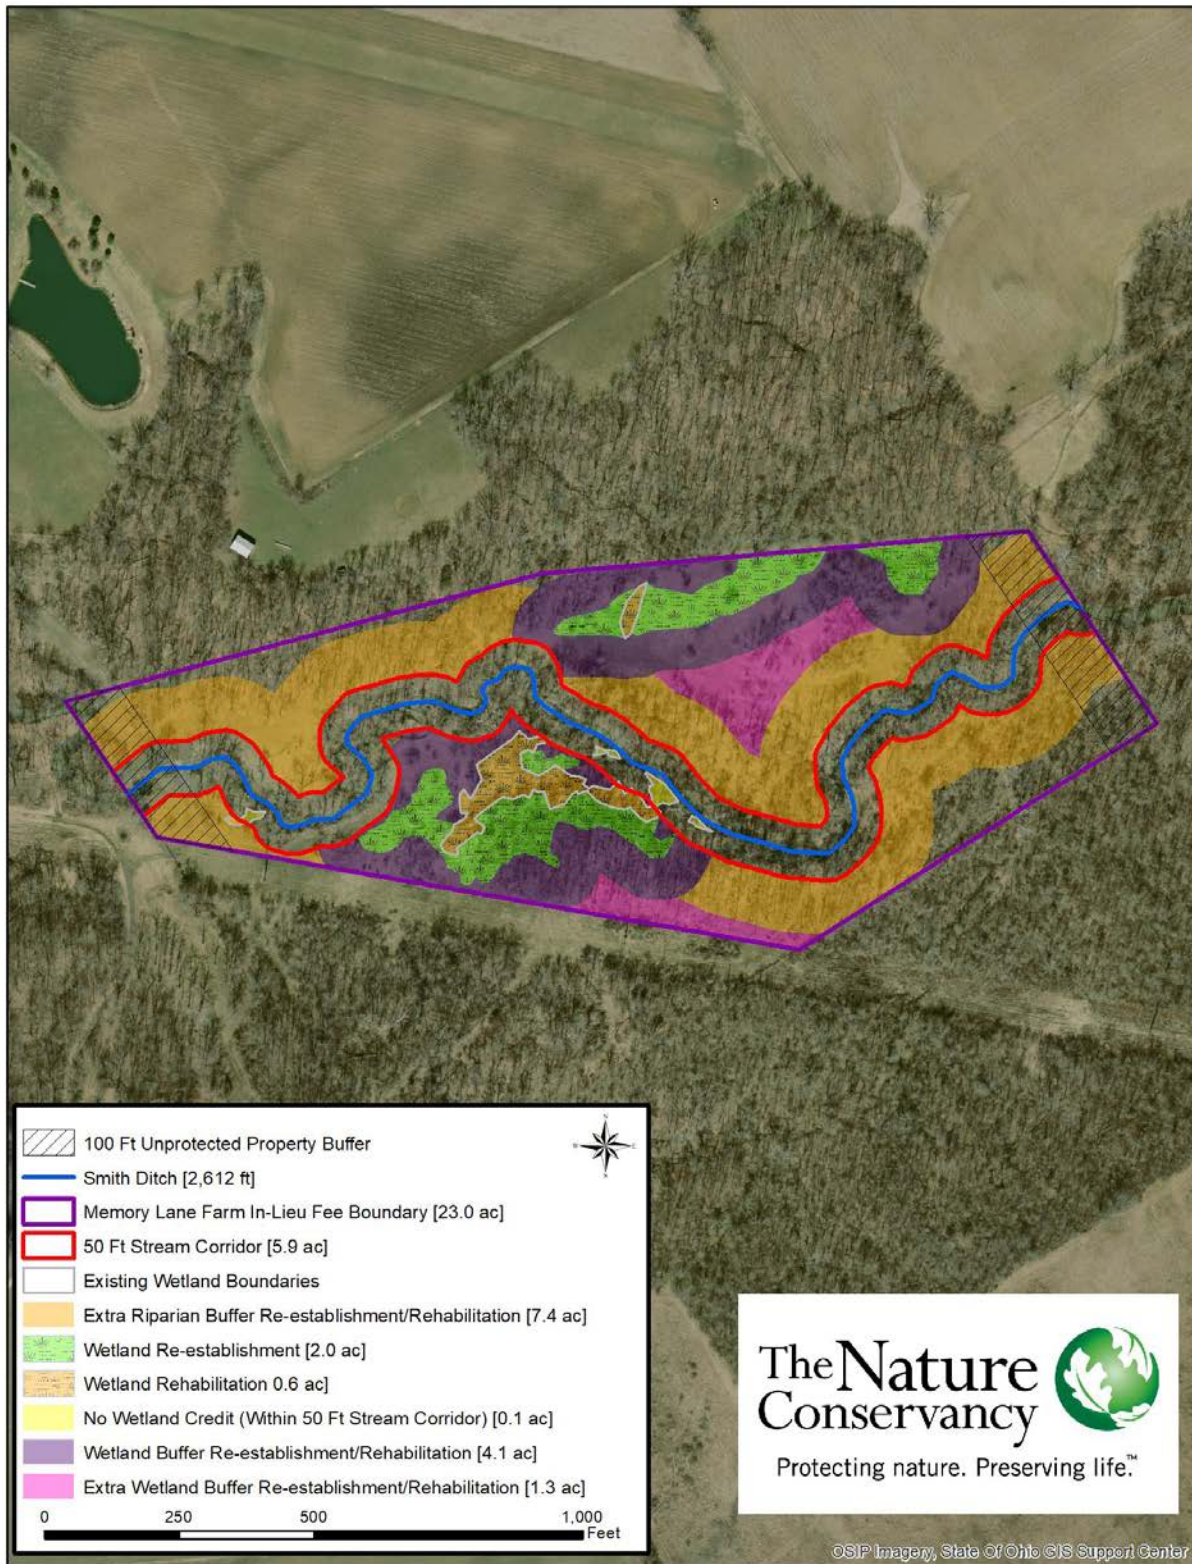 100 Ft Unprotected Property Buffer
Smith Ditch [2,612 ft]
Memory Lane Farm In-Lieu Fee Boundary [23.0 ac]
50 Ft Stream Corridor [5.9 ac]
Existing Wetland Boundaries
Extra Riparian Buffer Re-establishment/Rehabilitation [7.4 ac]
Wetland Re-establishment [2.0 ac]
Wetland Rehabilitation 0.6 ac]
No Wetland Credit (Within 50 Ft Stream Corridor) [0.1 ac]
Wetland Buffer Re-establishment/Rehabilitation [4.1 ac]
Extra Wetland Buffer Re-establishment/Rehabilitation [1.3 ac]
0 250 500 1,000
Feet
The Nature
Conservancy
Protecting nature. Preserving life.™
OSIP Imagery, State Of Ohio GIS Support Center